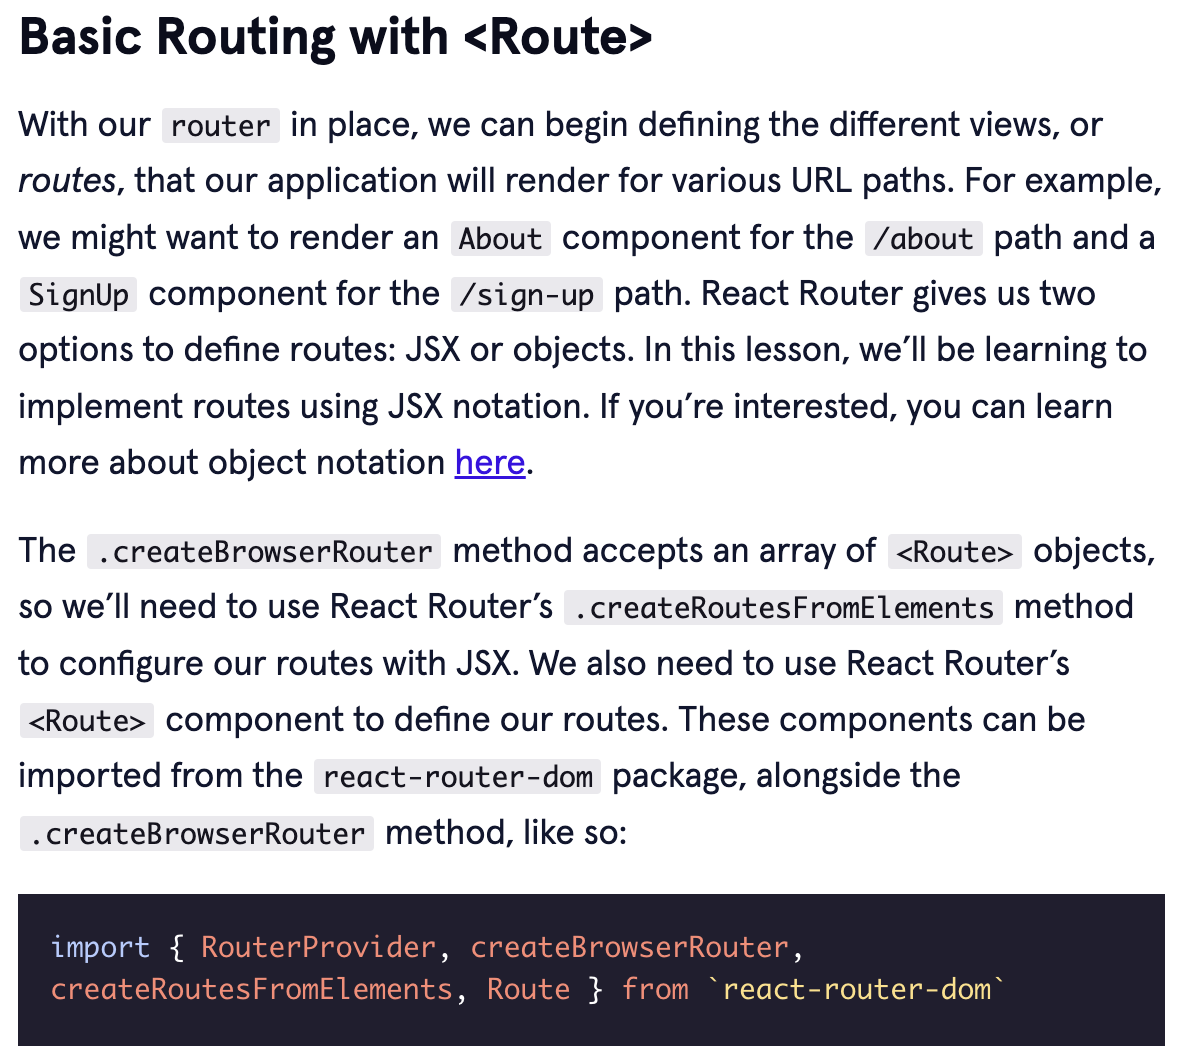 Basic Routing with <Route>
With our router in place, we can begin defining the different views, or
routes, that our application will render for various URL paths. For example,
we might want to render an About component for the /about path and a
SignUp component for the /sign-up path. React Router gives us two
options to define routes: JSX or objects. In this lesson, we’ll be learning to
implement routes using JSX notation. If you’re interested, you can learn
more about object notation here.
The .createBrowserRouter method accepts an array of <Route> objects,
so we’ll need to use React Router’s .createRoutesFromElements method
to configure our routes with JSX. We also need to use React Router’s
<Route> component to define our routes. These components can be
imported from the react-router-dom package, alongside the
.createBrowserRouter method, like so:
import { RouterProvider, createBrowserRouter,
createRoutesFromElements, Route } from `react-router-dom`